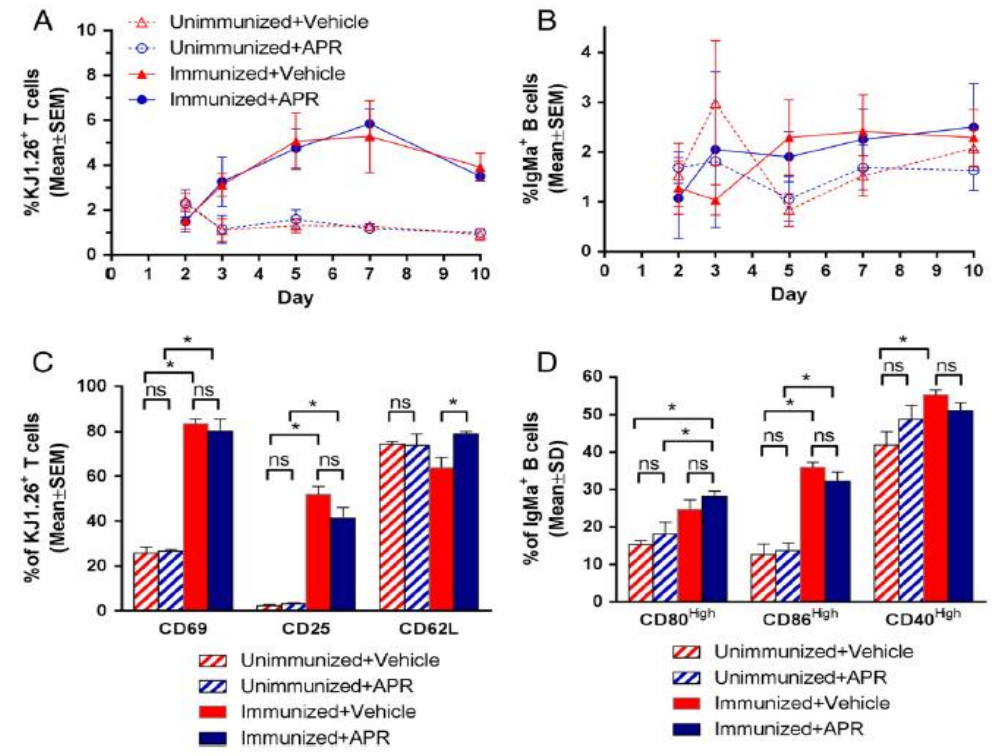 A
Unimmunized+Vehicle
Unimmunized+APR
Immunized+Vehicle
Immunized+APR
%KJ1.26+ T cells
(Mean±SEM)
10
8
6
4
2
0
0 1 2 3 4 5 6 7 8 9 10
Day
B
%IgMa+ B cells
(Mean±SEM)
4
3
2
1
0
0 1 2 3 4 5 6 7 8 9 10
Day
C
%of KJ1.26+ T cells
(Mean±SEM)
100
80
60
40
20
0
*
*
ns
ns
*
*
ns
ns
ns
*
CD69 CD25 CD62L
Unimmunized+Vehicle
Unimmunized+APR
Immunized+Vehicle
Immunized+APR
D
%of IgMa+ B cells
(Mean±SD)
60
50
40
30
20
10
0
*
*
ns
ns
*
*
ns
ns
*
ns
ns
CD80High CD86High CD40High
Unimmunized+Vehicle
Unimmunized+APR
Immunized+Vehicle
Immunized+APR